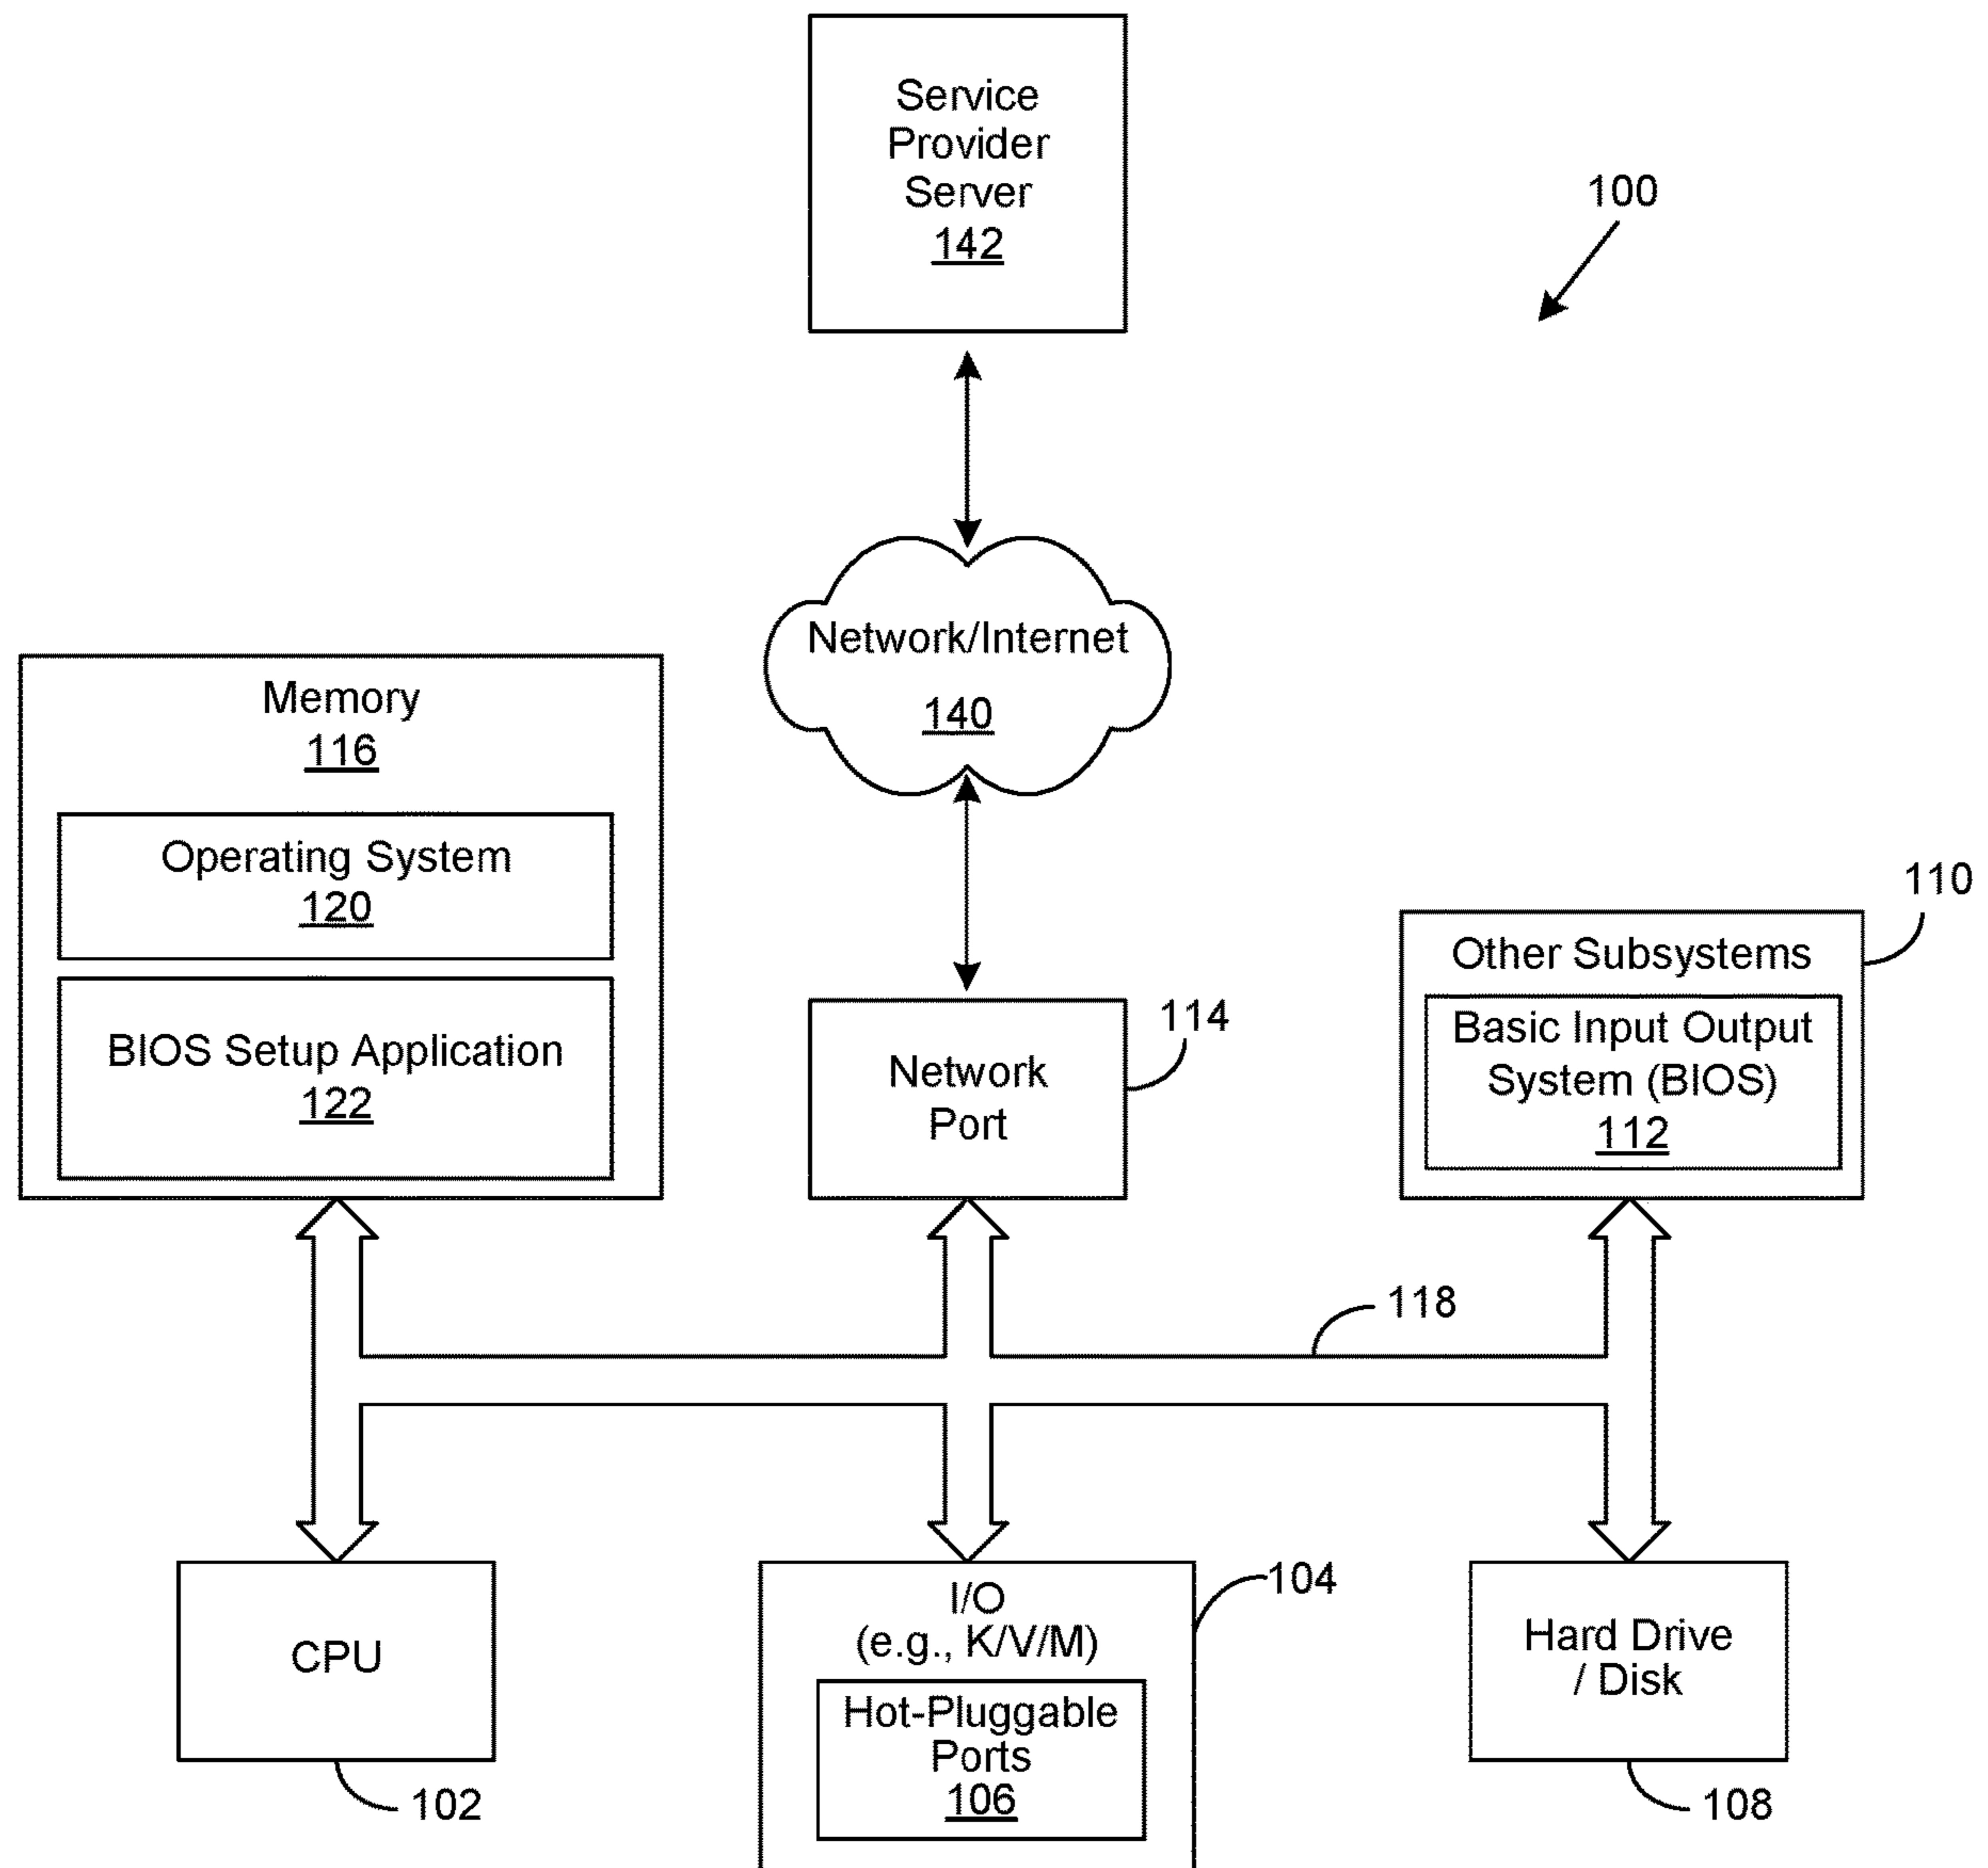 Service
Provider
Server
142
100
Network/Internet
140
Memory
116
Operating System
120
BIOS Setup Application
122
Network
Port
114
110
Other Subsystems
Basic Input Output
System (BIOS)
112
118
CPU
102
I/O
(e.g., K/V/M)
Hot-Pluggable
Ports
106
104
Hard Drive
/ Disk
108